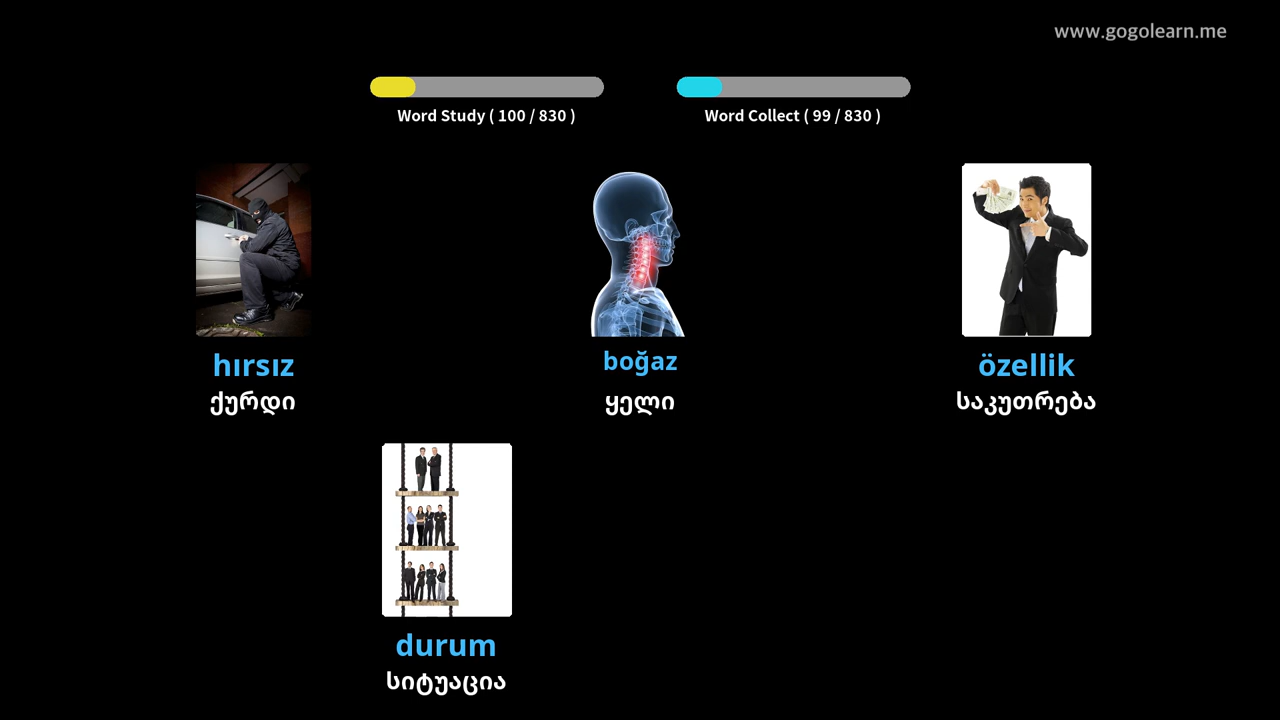 www.gogolearn.me
Word Study ( 100 / 830 )
Word Collect ( 99 / 830 )
hırsız
ქურდი
boğaz
ყელი
özellik
საკუთრება
durum
სიტუაცია